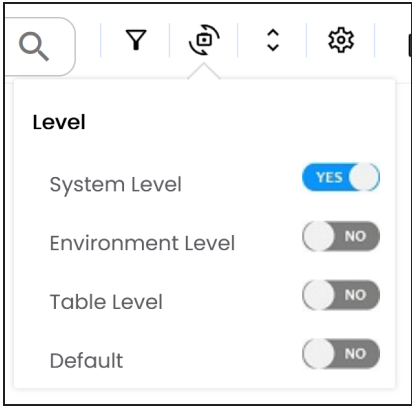 Level
System Level YES
Environment Level NO
Table Level NO
Default NO